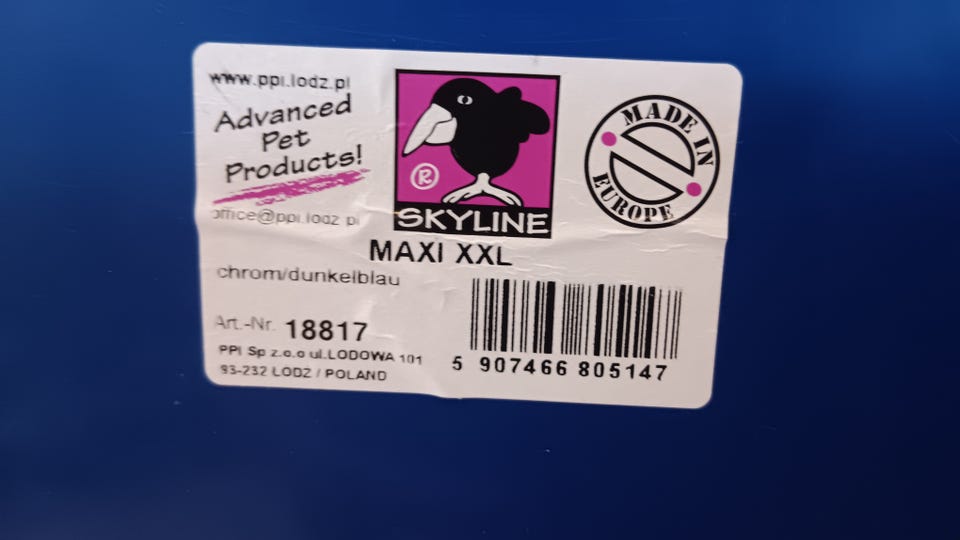 www.ppi.lodz.pl
Advanced
Pet
Products!
office@ppi.lodz.pl
®
SKYLINE
MADE IN
EUROPE
MAXI XXL
chrom/dunkelblau
Art.-Nr. 18817
PPI Sp z.o.o ul.LODOWA 101
93-232 ŁODZ / POLAND
5 907466 805147